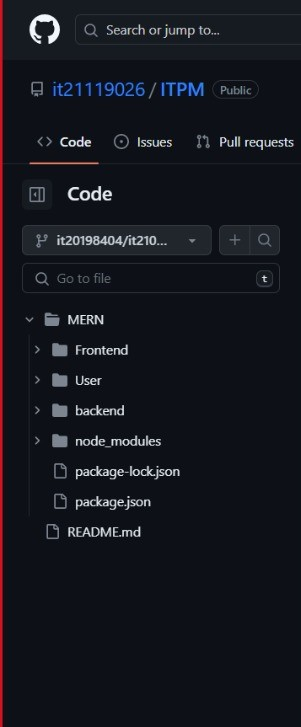 Search or jump to...
it21119026 / ITPM Public
Code Issues Pull requests
Code
it20198404/it210...
Go to file t
MERN
Frontend
User
backend
node_modules
package-lock.json
package.json
README.md